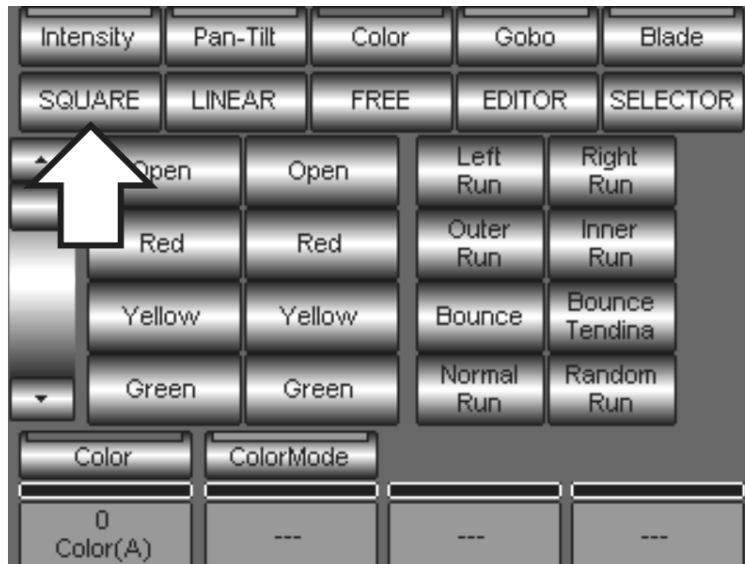 Intensity Pan-Tilt Color Gobo Blade
SQUARE LINEAR FREE EDITOR SELECTOR
Open Open Left Run Right Run
Red Red Outer Run Inner Run
Yellow Yellow Bounce Bounce Tendina
Green Green Normal Run Random Run
Color ColorMode
0 --- --- ---
Color(A)